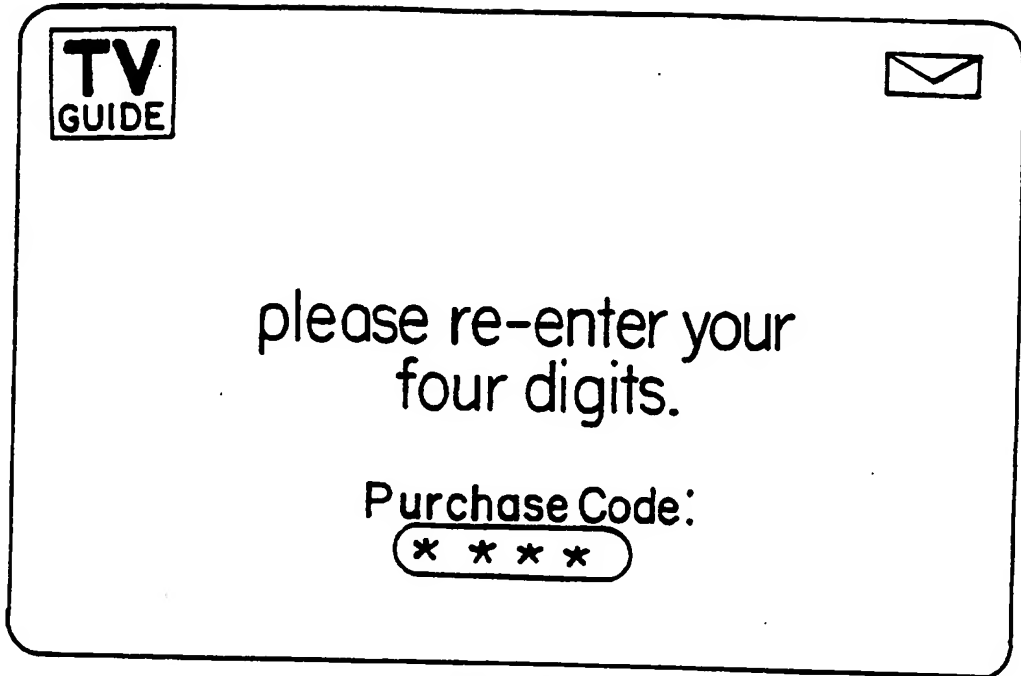 TV
GUIDE
please re-enter your
four digits.
Purchase Code:
* * * *